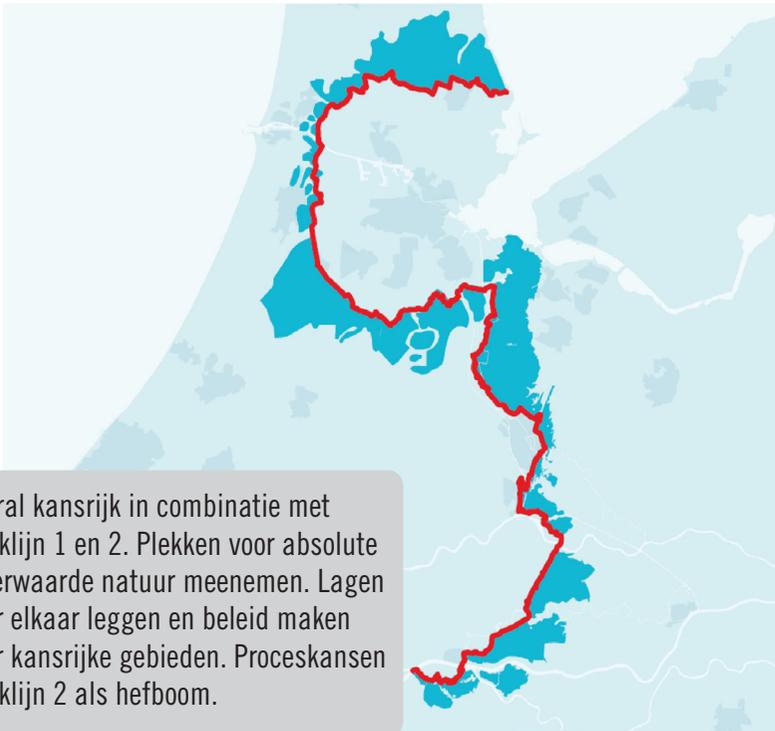 ral kansrijk in combinatie met
klijn 1 en 2. Plekken voor absolute
erwaarde natuur meenemen. Lagen
r elkaar leggen en beleid maken
r kansrijke gebieden. Proceskansen
klijn 2 als hefboom.